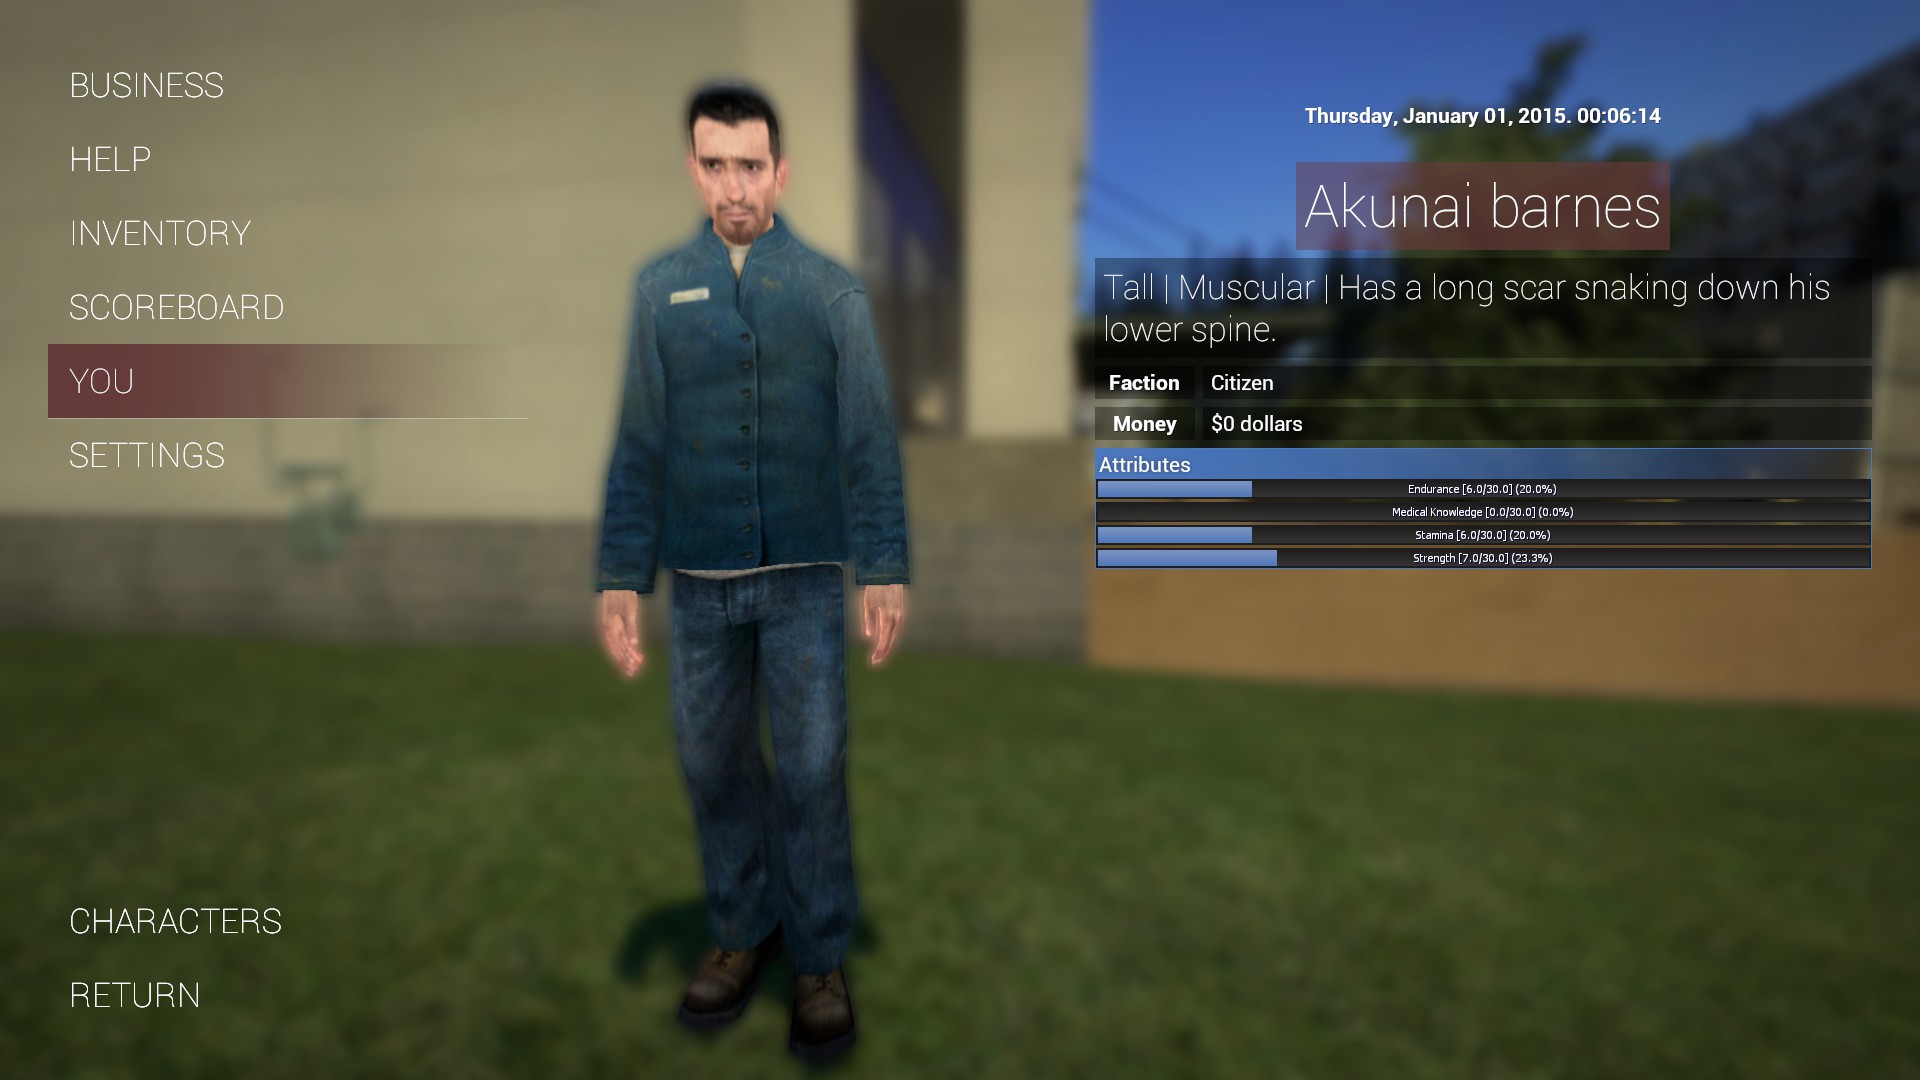 BUSINESS
HELP
INVENTORY
SCOREBOARD
YOU
SETTINGS
CHARACTERS
RETURN
Thursday, January 01, 2015. 00:06:14
Akunai barnes
Tall | Muscular | Has a long scar snaking down his
lower spine.
Faction Citizen
Money $0 dollars
Attributes
Endurance [6.0/30.0] (20.0%)
Medical Knowledge [0.0/30.0] (0.0%)
Stamina [6.0/30.0] (20.0%)
Strength [7.0/30.0] (23.3%)